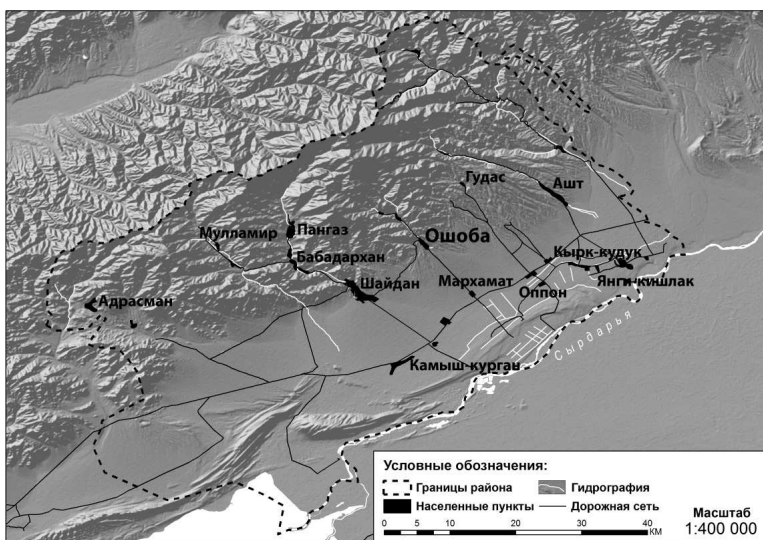 Гудас
Ашт
Мулламир
Пангаз
Ошоба
Бабадархан
Кырк-кудук
Адрасман
Шайдан
Мархамат
Оппон
Янги-кишлак
Камыш-курган
Сырдарья
Условные обозначения:
Границы района
Гидрография
Населенные пункты
Дорожная сеть
0 5 10 20 30 40
КМ
Масштаб
1:400 000